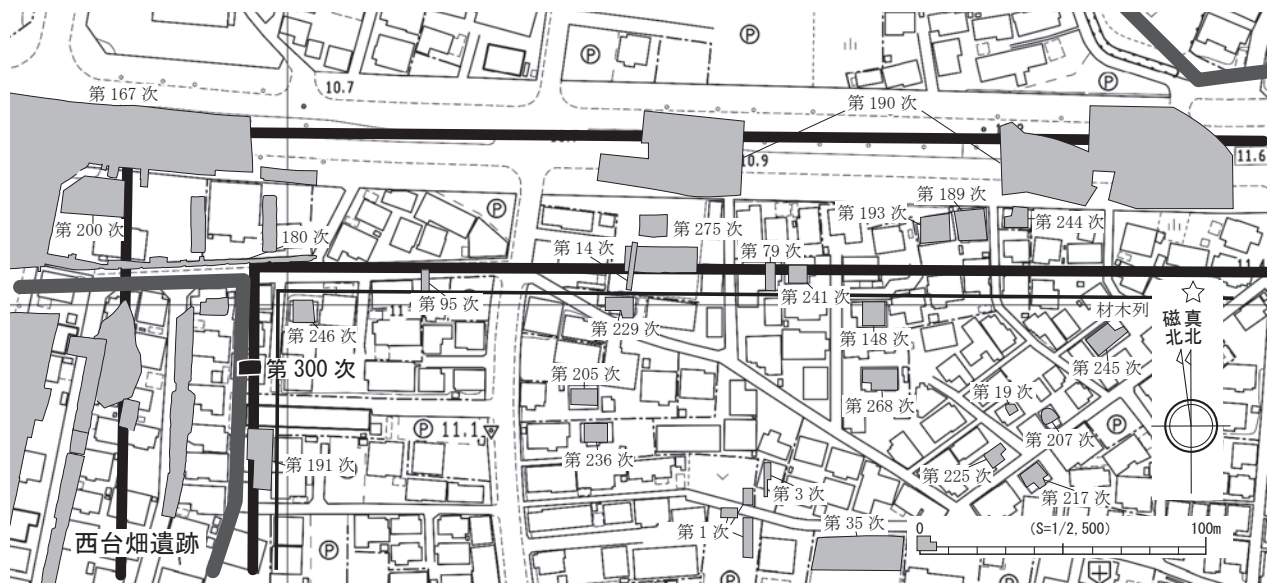 Ⓟ
Ⓟ
Ⓟ
10.7
第 167 次
第 190 次
10.9
11.6
第 200 次
Ⓟ
180 次
第 14 次
第 275 次
第 79 次
第 193 次
第 189 次
第 244 次
第 95 次
第 246 次
第 229 次
第 241 次
第 148 次
材木列
磁北
真北
第 300 次
第 205 次
第 268 次
第 245 次
第 19 次
第 207 次
Ⓟ 11.1
第 236 次
第 191 次
第 225 次
第 217 次
Ⓟ
第 3 次
第 1 次
第 35 次
西台畑遺跡
Ⓟ
Ⓟ
Ⓟ
0
(S=1/2,500)
100m